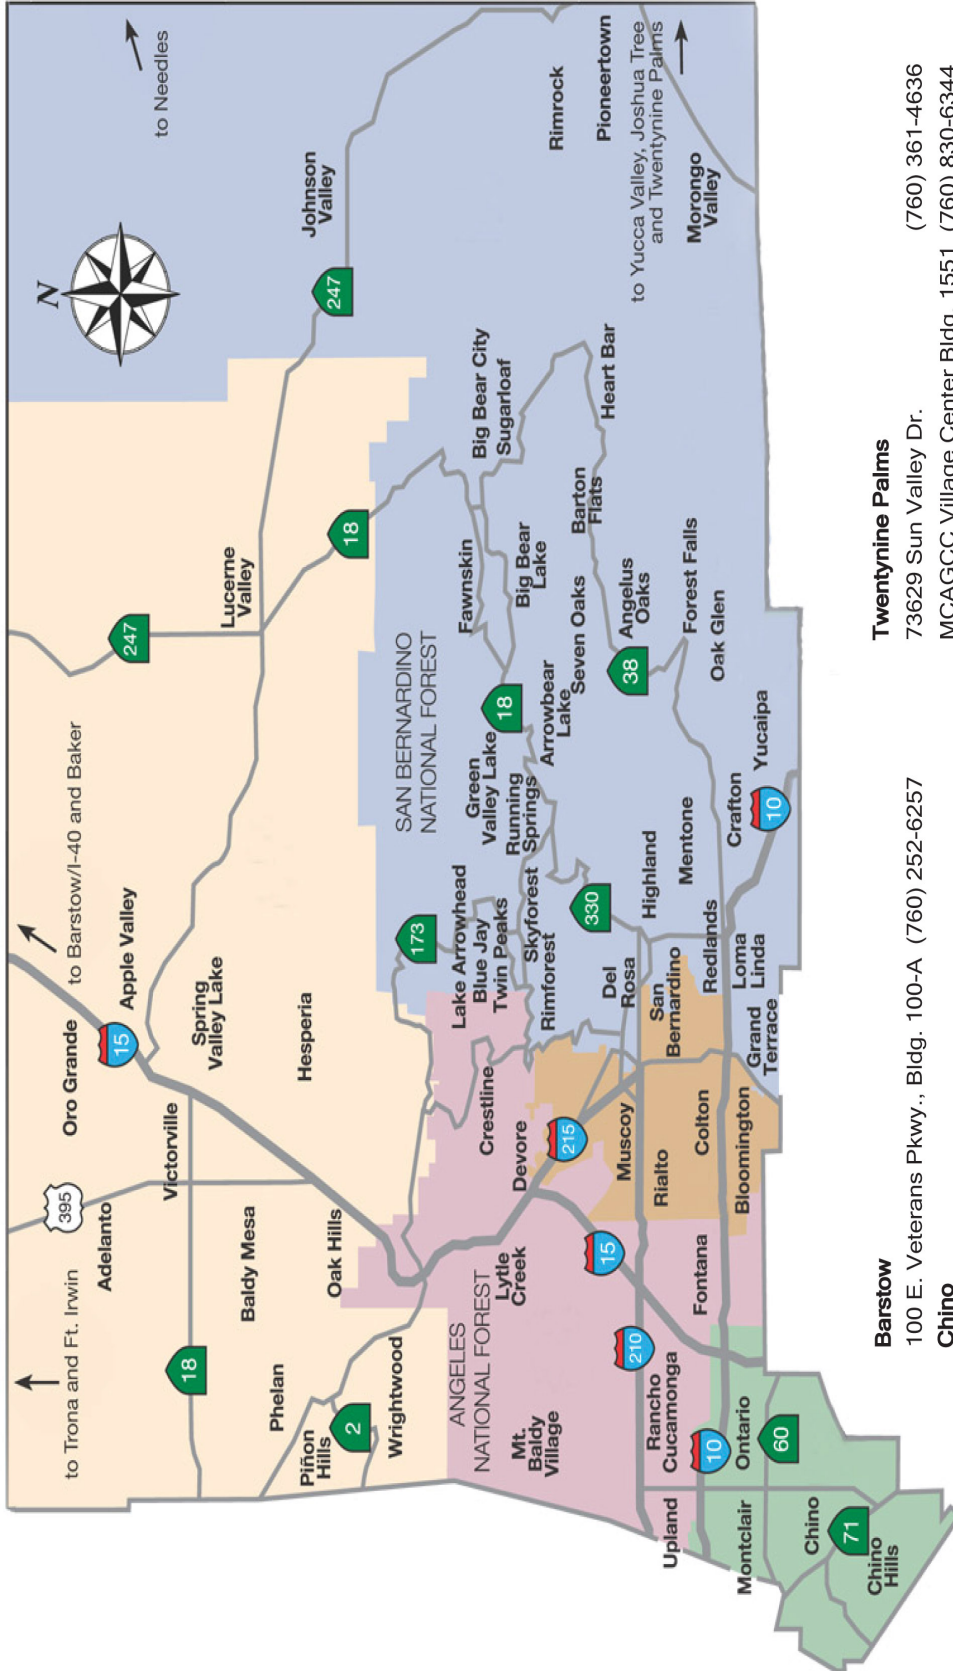 N
to Needles
to Trona and Ft. Irwin
to Barstow/I-40 and Baker
395
Adelanto
Oro Grande
15
Apple Valley
247
Lucerne
Valley
247
Johnson
Valley
18
Victorville
Spring
Valley Lake
Baldy Mesa
Hesperia
18
Phelan
Oak Hills
Piñon
Hills
2
Wrightwood
173
SAN BERNARDINO
NATIONAL FOREST
ANGELES
NATIONAL FOREST
Mt.
Baldy
Village
Lytle
Creek
Devore
Crestline
Lake Arrowhead
Blue Jay
Twin Peaks
Skyforest
Rimforest
Green
Valley Lake
Running
Springs
18
Arrowbear
Lake
Fawnskin
Big Bear
Lake
Big Bear City
Sugarloaf
Rimrock
Pioneertown
to Yucca Valley, Joshua Tree
and Twentynine Palms
Morongo
Valley
Heart Bar
Barton
Flats
Seven Oaks
Angelus
Oaks
38
Forest Falls
Oak Glen
330
215
15
210
Muscoy
Del
Rosa
Highland
Mentone
Crafton
Yucaipa
10
Rialto
San
Bernardino
Redlands
Loma
Linda
Grand
Terrace
Colton
Bloomington
Fontana
Rancho
Cucamonga
10
Ontario
60
Upland
Montclair
Chino
71
Chino
Hills
Barstow
100 E. Veterans Pkwy., Bldg. 100-A (760) 252-6257
Chino
Twentynine Palms
73629 Sun Valley Dr. (760) 361-4636
MCAGCC Village Center Bldg. 1551 (760) 830-6344